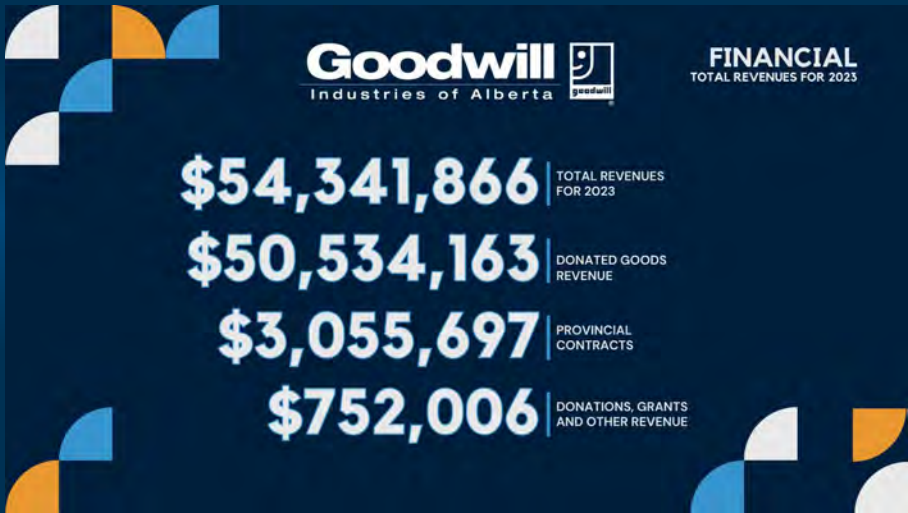 Goodwill
Industries of Alberta
goodwill
FINANCIAL
TOTAL REVENUES FOR 2023
$54,341,866
TOTAL REVENUES
FOR 2023
$50,534,163
DONATED GOODS
REVENUE
$3,055,697
PROVINCIAL
CONTRACTS
$752,006
DONATIONS, GRANTS
AND OTHER REVENUE